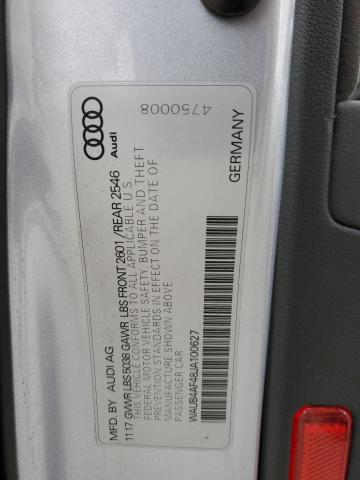 Audi
4750008
MFD. BY AUDI AG
11 17 GVWR LBS 5038 GAWR LBS FRONT 2601 / REAR 2546
THIS VEHICLE CONFORMS TO ALL APPLICABLE U S
FEDERAL MOTOR VEHICLE SAFETY, BUMPER AND THEFT
PREVENTION STANDARDS IN EFFECT ON THE DATE OF
MANUFACTURE SHOWN ABOVE
PASSENGER CAR
GERMANY
WAUB4AF48JA100627